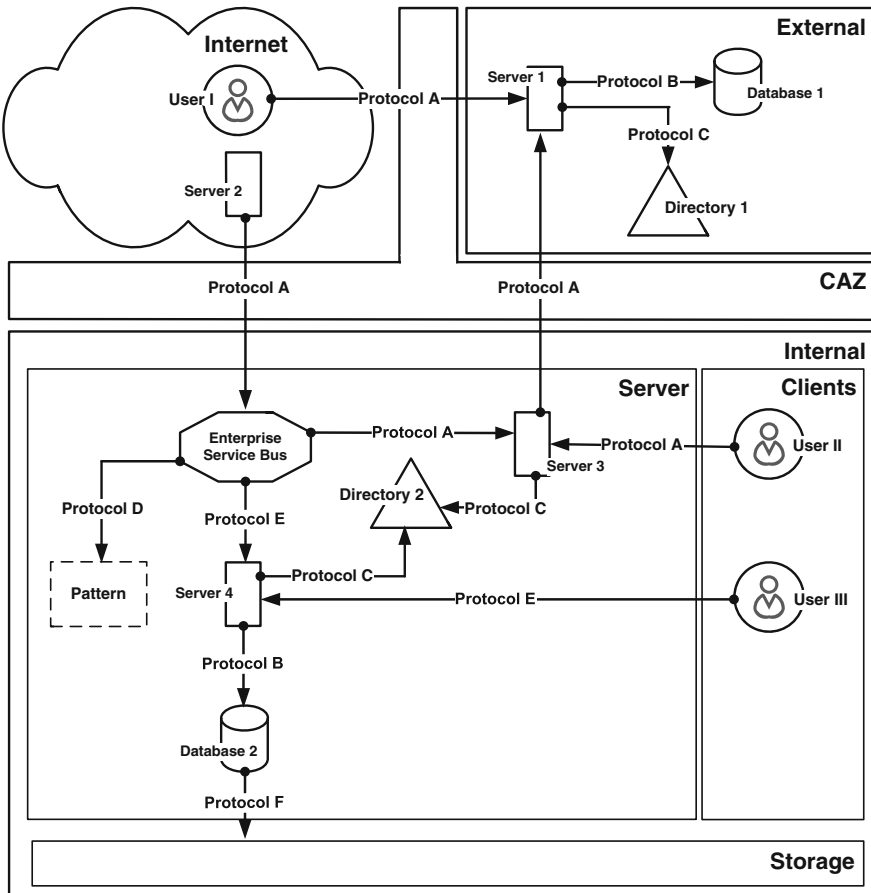 Internet
External
User I
Protocol A
Server 1
Protocol B
Database 1
Protocol C
Server 2
Directory 1
Protocol A
Protocol A
CAZ
Internal
Server
Clients
Enterprise
Service Bus
Protocol A
Server 3
Protocol A
User II
Directory 2
Protocol C
Protocol D
Protocol E
Pattern
Server 4
Protocol C
Protocol E
User III
Protocol B
Database 2
Protocol F
Storage